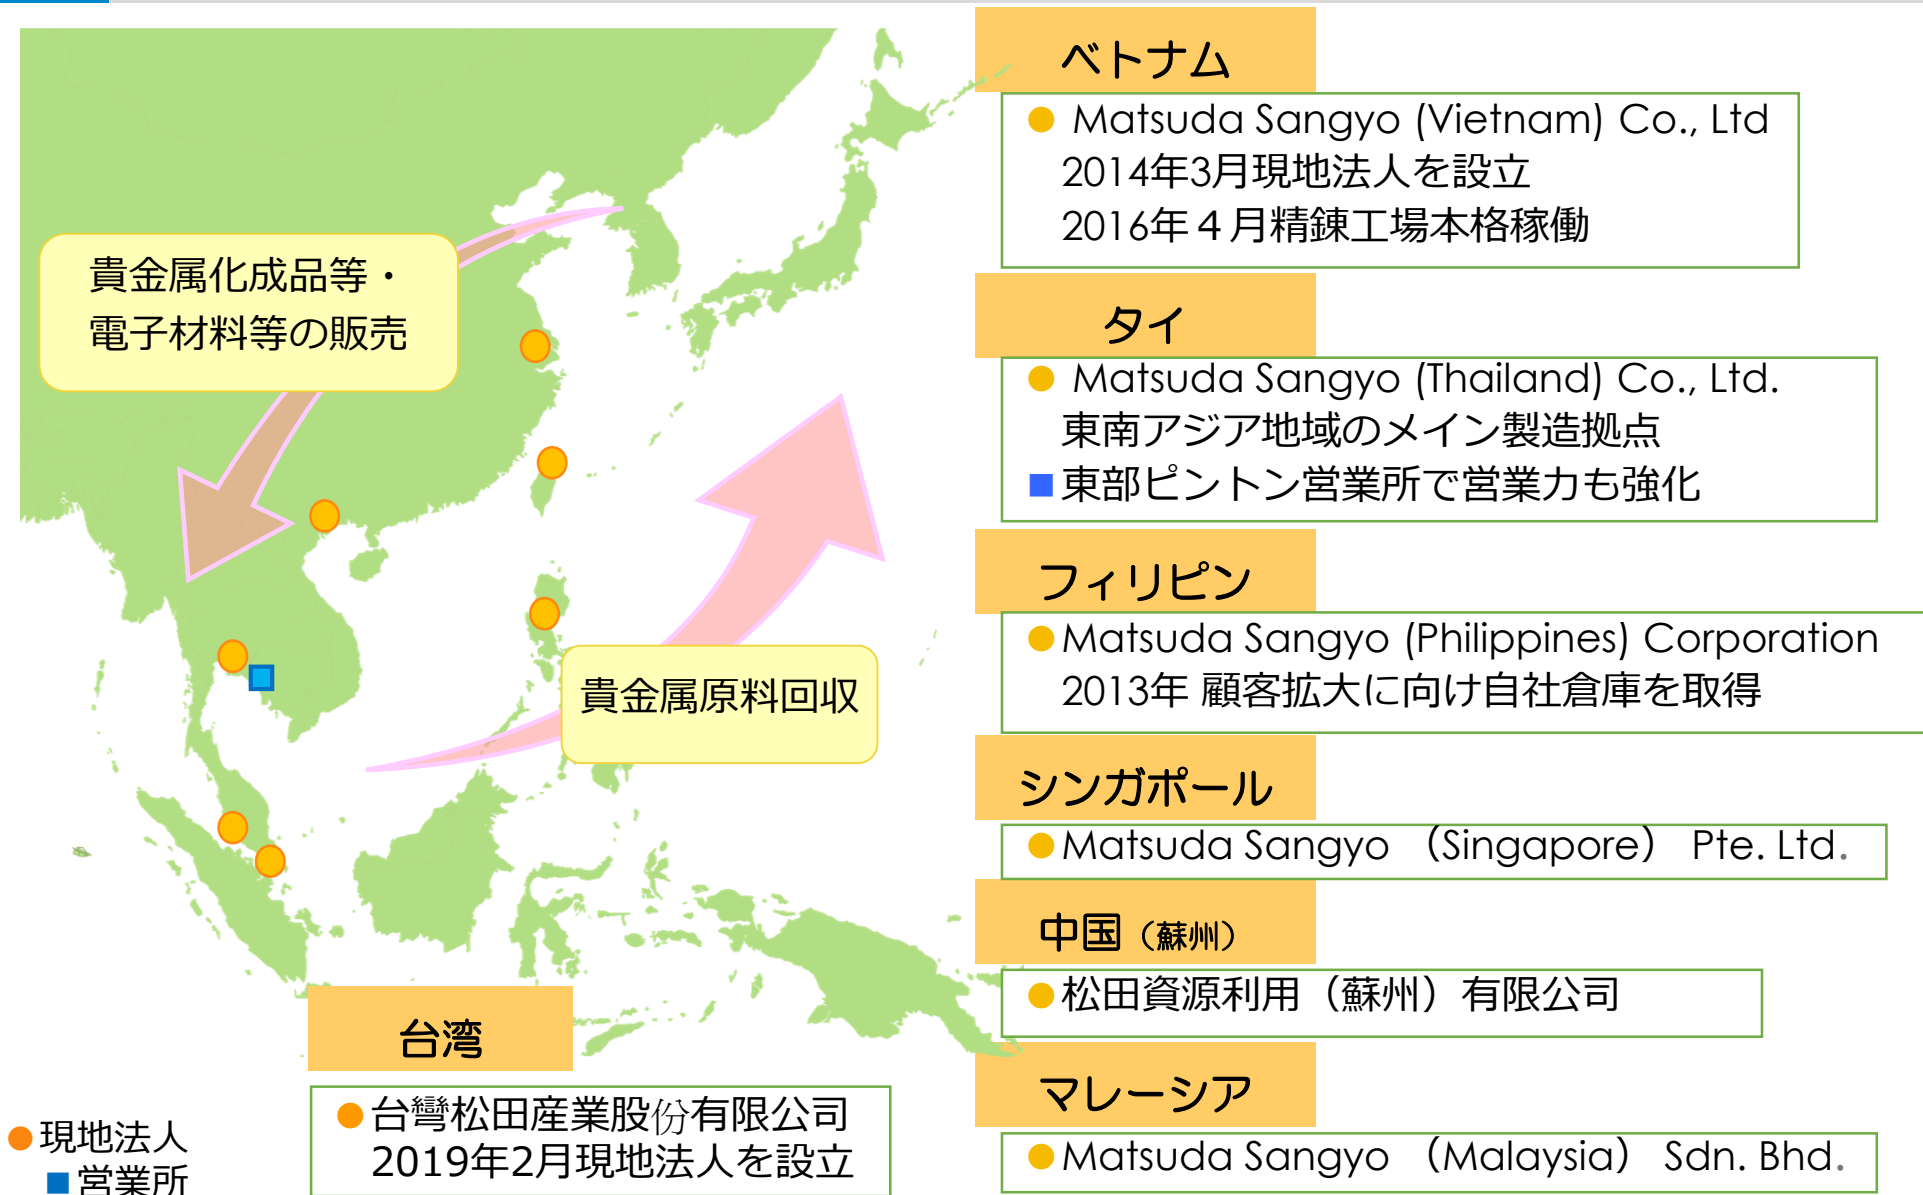 貴金属化成品等・
電子材料等の販売
貴金属原料回収
ベトナム
● Matsuda Sangyo (Vietnam) Co., Ltd
2014年3月現地法人を設立
2016年４月精錬工場本格稼働
タイ
● Matsuda Sangyo (Thailand) Co., Ltd.
東南アジア地域のメイン製造拠点
■東部ピントン営業所で営業力も強化
フィリピン
●Matsuda Sangyo (Philippines) Corporation
2013年 顧客拡大に向け自社倉庫を取得
シンガポール
●Matsuda Sangyo （Singapore） Pte. Ltd.
中国（蘇州）
●松田資源利用（蘇州）有限公司
マレーシア
●Matsuda Sangyo （Malaysia） Sdn. Bhd.
台湾
●台灣松田産業股份有限公司
2019年2月現地法人を設立
●現地法人
■営業所